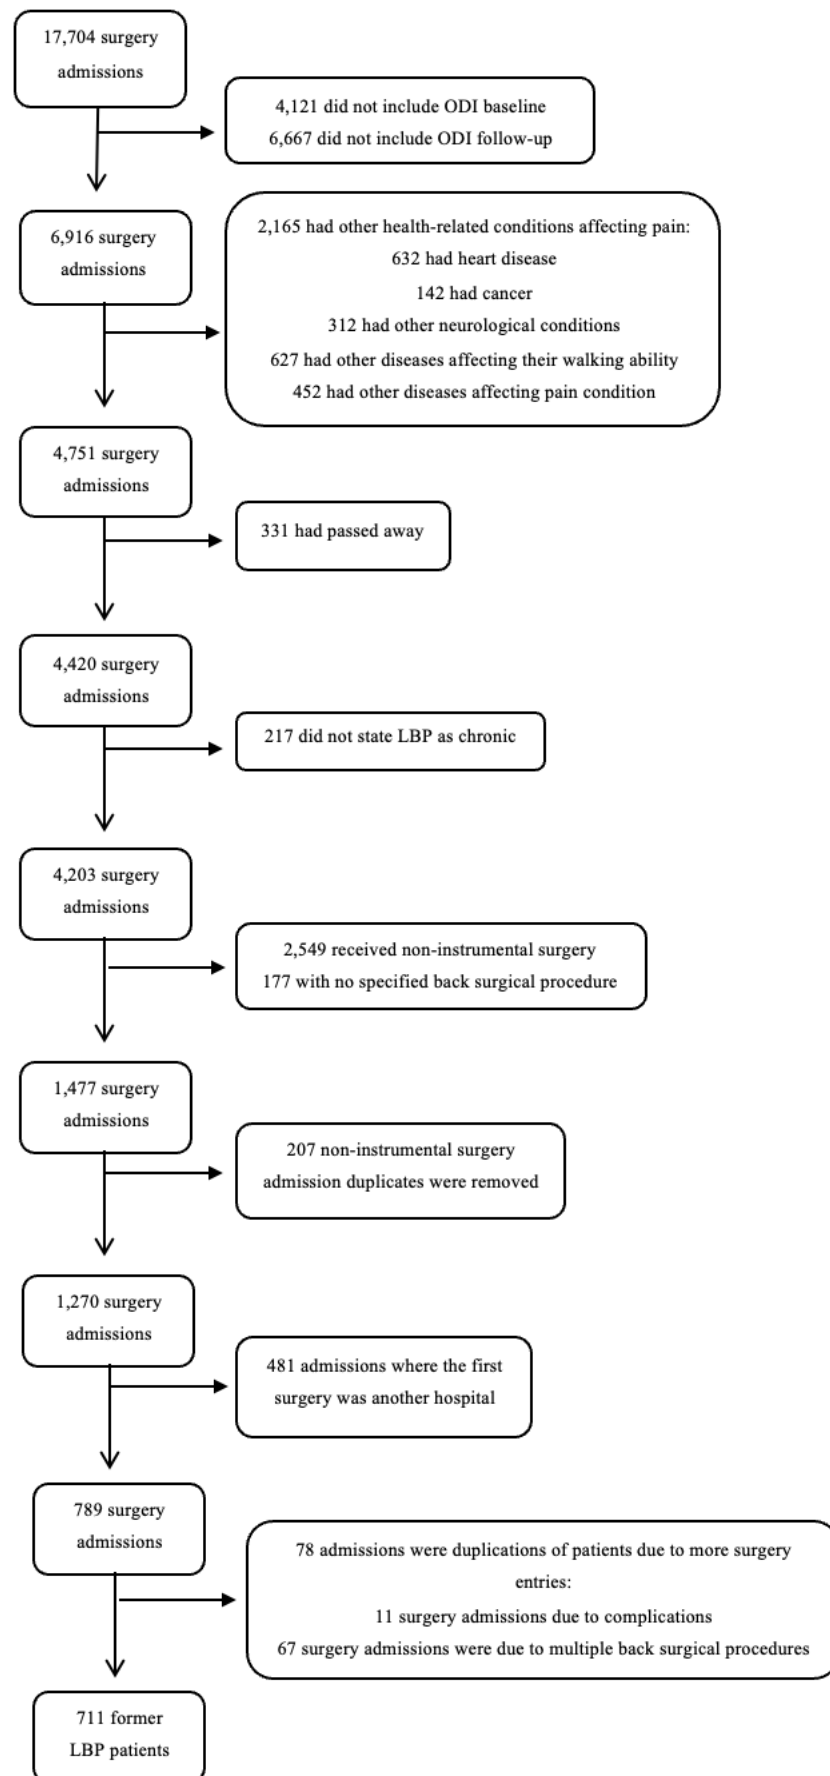 17,704 surgery
admissions
4,121 did not include ODI baseline
6,667 did not include ODI follow-up
6,916 surgery
admissions
2,165 had other health-related conditions affecting pain:
632 had heart disease
142 had cancer
312 had other neurological conditions
627 had other diseases affecting their walking ability
452 had other diseases affecting pain condition
4,751 surgery
admissions
331 had passed away
4,420 surgery
admissions
217 did not state LBP as chronic
4,203 surgery
admissions
2,549 received non-instrumental surgery
177 with no specified back surgical procedure
1,477 surgery
admissions
207 non-instrumental surgery
admission duplicates were removed
1,270 surgery
admissions
481 admissions where the first
surgery was another hospital
789 surgery
admissions
78 admissions were duplications of patients due to more surgery
entries:
11 surgery admissions due to complications
67 surgery admissions were due to multiple back surgical procedures
711 former
LBP patients